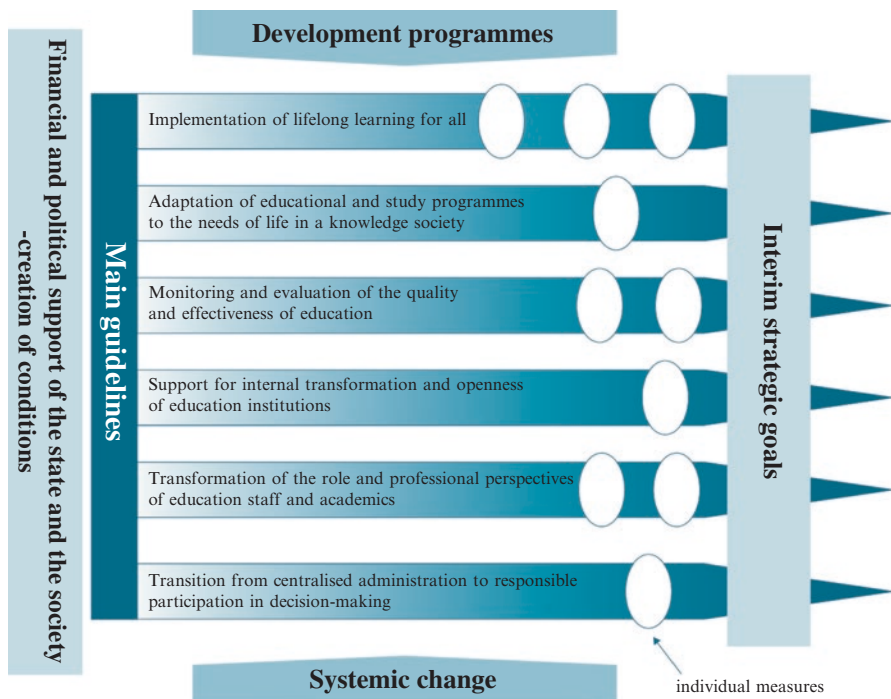 Development programmes
Financial and political support of the state and the society
-creation of conditions
Main guidelines
Implementation of lifelong learning for all
Adaptation of educational and study programmes
to the needs of life in a knowledge society
Monitoring and evaluation of the quality
and effectiveness of education
Support for internal transformation and openness
of education institutions
Transformation of the role and professional perspectives
of education staff and academics
Transition from centralised administration to responsible
participation in decision-making
Interim strategic goals
Systemic change
individual measures